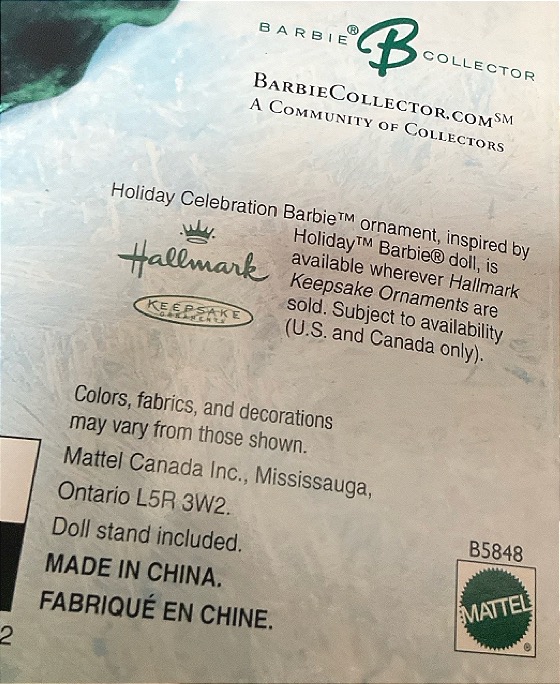 BARBIE® B COLLECTOR
BARBIECOLLECTOR.COM℠
A COMMUNITY OF COLLECTORS
Holiday Celebration Barbie™ ornament, inspired by
Holiday™ Barbie® doll, is
available wherever Hallmark
Keepsake Ornaments are
sold. Subject to availability
(U.S. and Canada only).
Hallmark
KEEPSAKE
ORNAMENTS
Colors, fabrics, and decorations
may vary from those shown.
Mattel Canada Inc., Mississauga,
Ontario L5R 3W2.
Doll stand included.
MADE IN CHINA.
FABRIQUÉ EN CHINE.
2
B5848
MATTEL
®